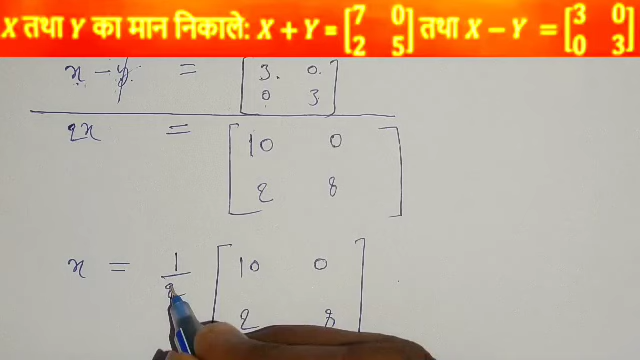 X तथा Y का मान निकाले: X + Y = [7 0
2 5] तथा X − Y = [3 0
0 3]
x − y = [3. 0.
0 3]
2x = [10 0
2 8]
x = 1/2 [10 0
2 8]